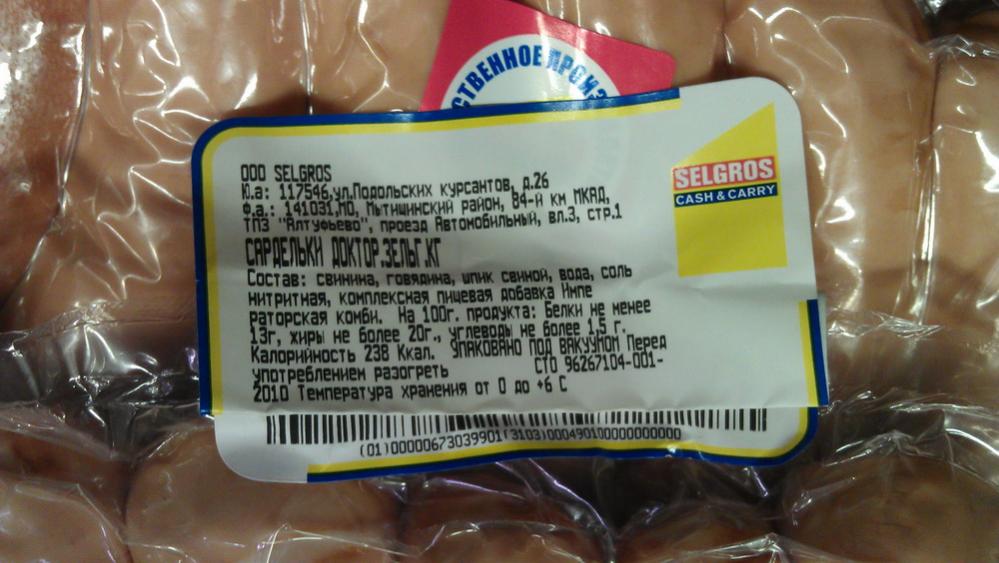 СТВЕННОЕ ПРОИЗ
ООО SELGROS
Ю.а: 117546,ул.Подольских курсантов, д.26
Ф.а.: 141031,МО, Мытищинский район, 84-й км МКАД,
ТПЗ "Алтуфьево", проезд Автомобильный, вл.3, стр.1
SELGROS
CASH & CARRY
САРДЕЛЬКИ ДОКТОР.ЗЕЛЬГ.КГ
Состав: свинина, говядина, шпик свиной, вода, соль
нитритная, комплексная пищевая добавка Импе
раторская комби. На 100г. продукта: Белки не менее
13г, жиры не более 20г., углеводы не более 1,5 г.
Калорийность 238 Ккал. УПАКОВАНО ПОД ВАКУУМОМ Перед
употреблением разогреть СТО 96267104-001-
2010 Температура хранения от 0 до +6 С
(01)00000673039901(3103)00049010000000000